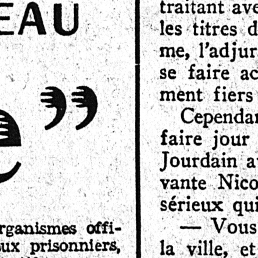 EAU
e”
organismes offi-
ux prisonniers,
traitant ave
les titres d
me, l'adjur
se faire ac
ment fiers
Cependar
faire jour
Jourdain a
vante Nico
sérieux qui
— Vous
la ville, et